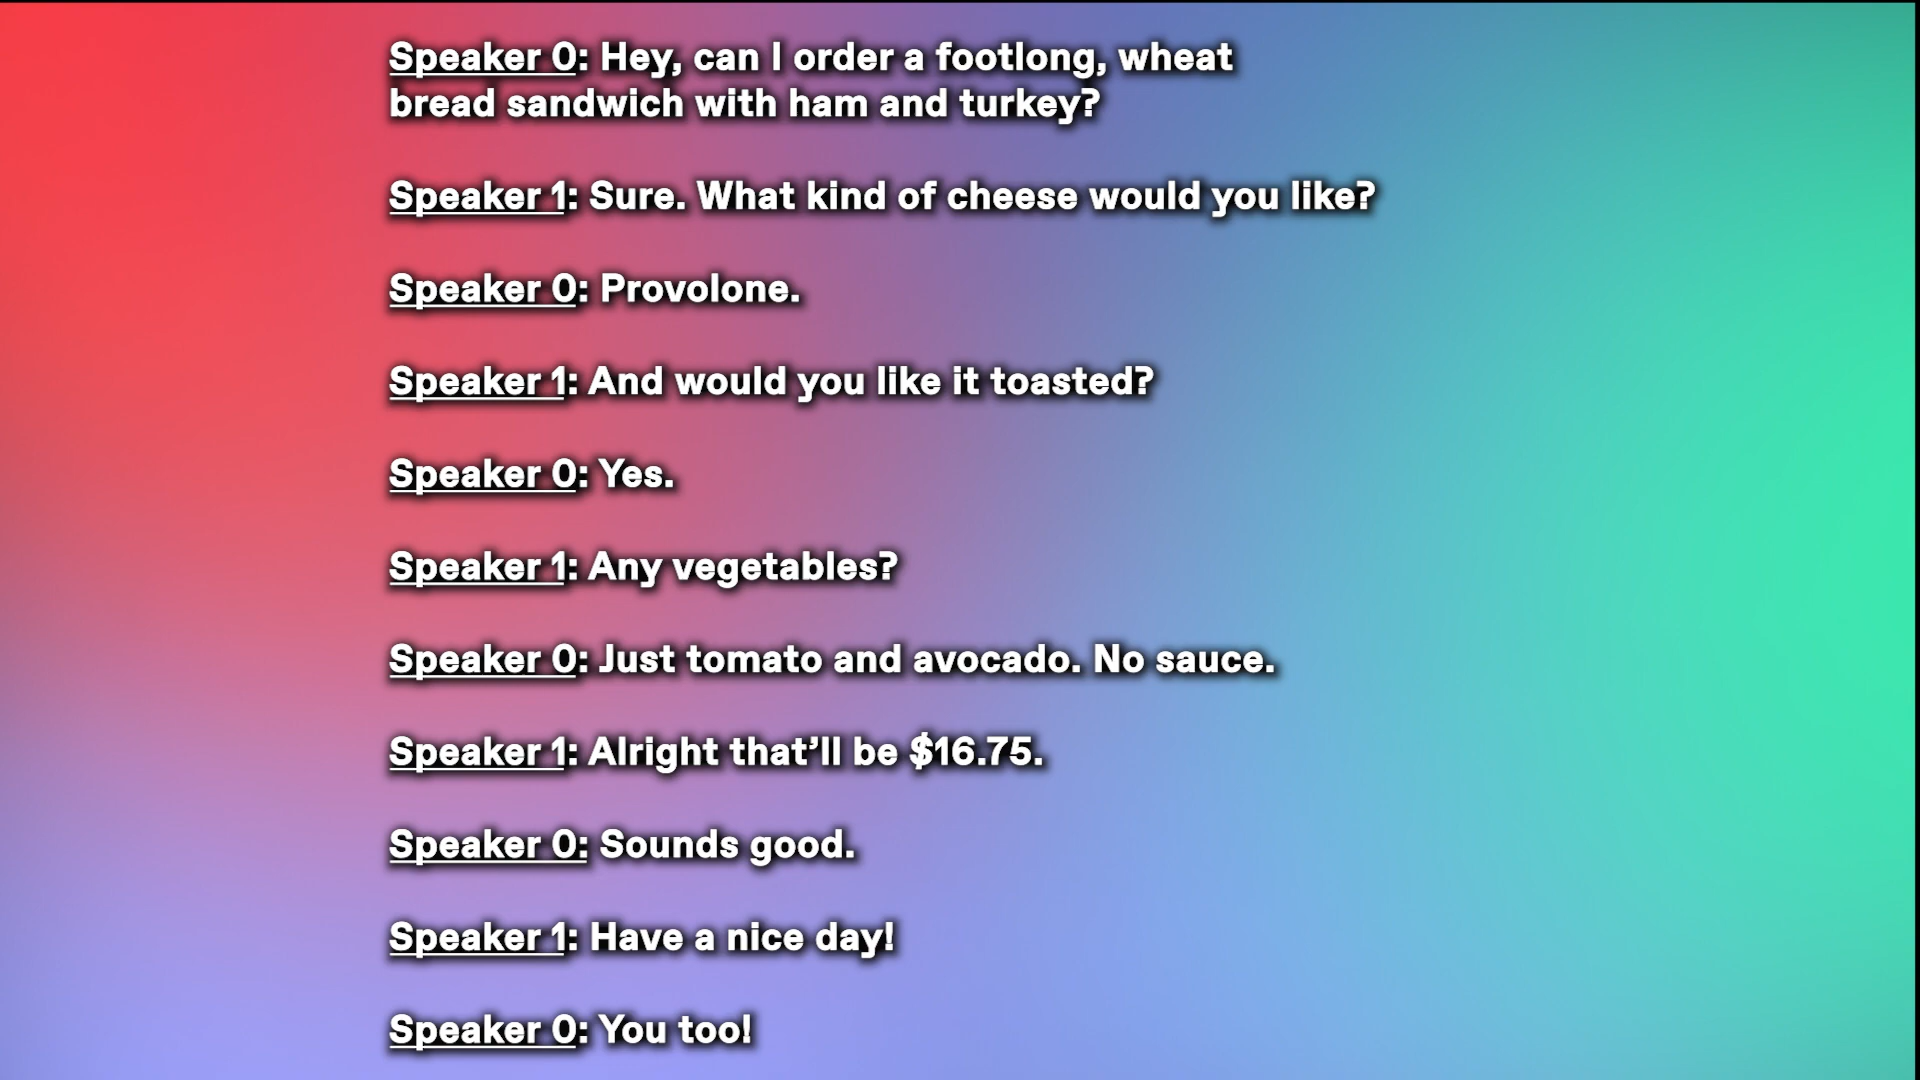 Speaker 0: Hey, can I order a footlong, wheat
bread sandwich with ham and turkey?
Speaker 1: Sure. What kind of cheese would you like?
Speaker 0: Provolone.
Speaker 1: And would you like it toasted?
Speaker 0: Yes.
Speaker 1: Any vegetables?
Speaker 0: Just tomato and avocado. No sauce.
Speaker 1: Alright that’ll be $16.75.
Speaker 0: Sounds good.
Speaker 1: Have a nice day!
Speaker 0: You too!